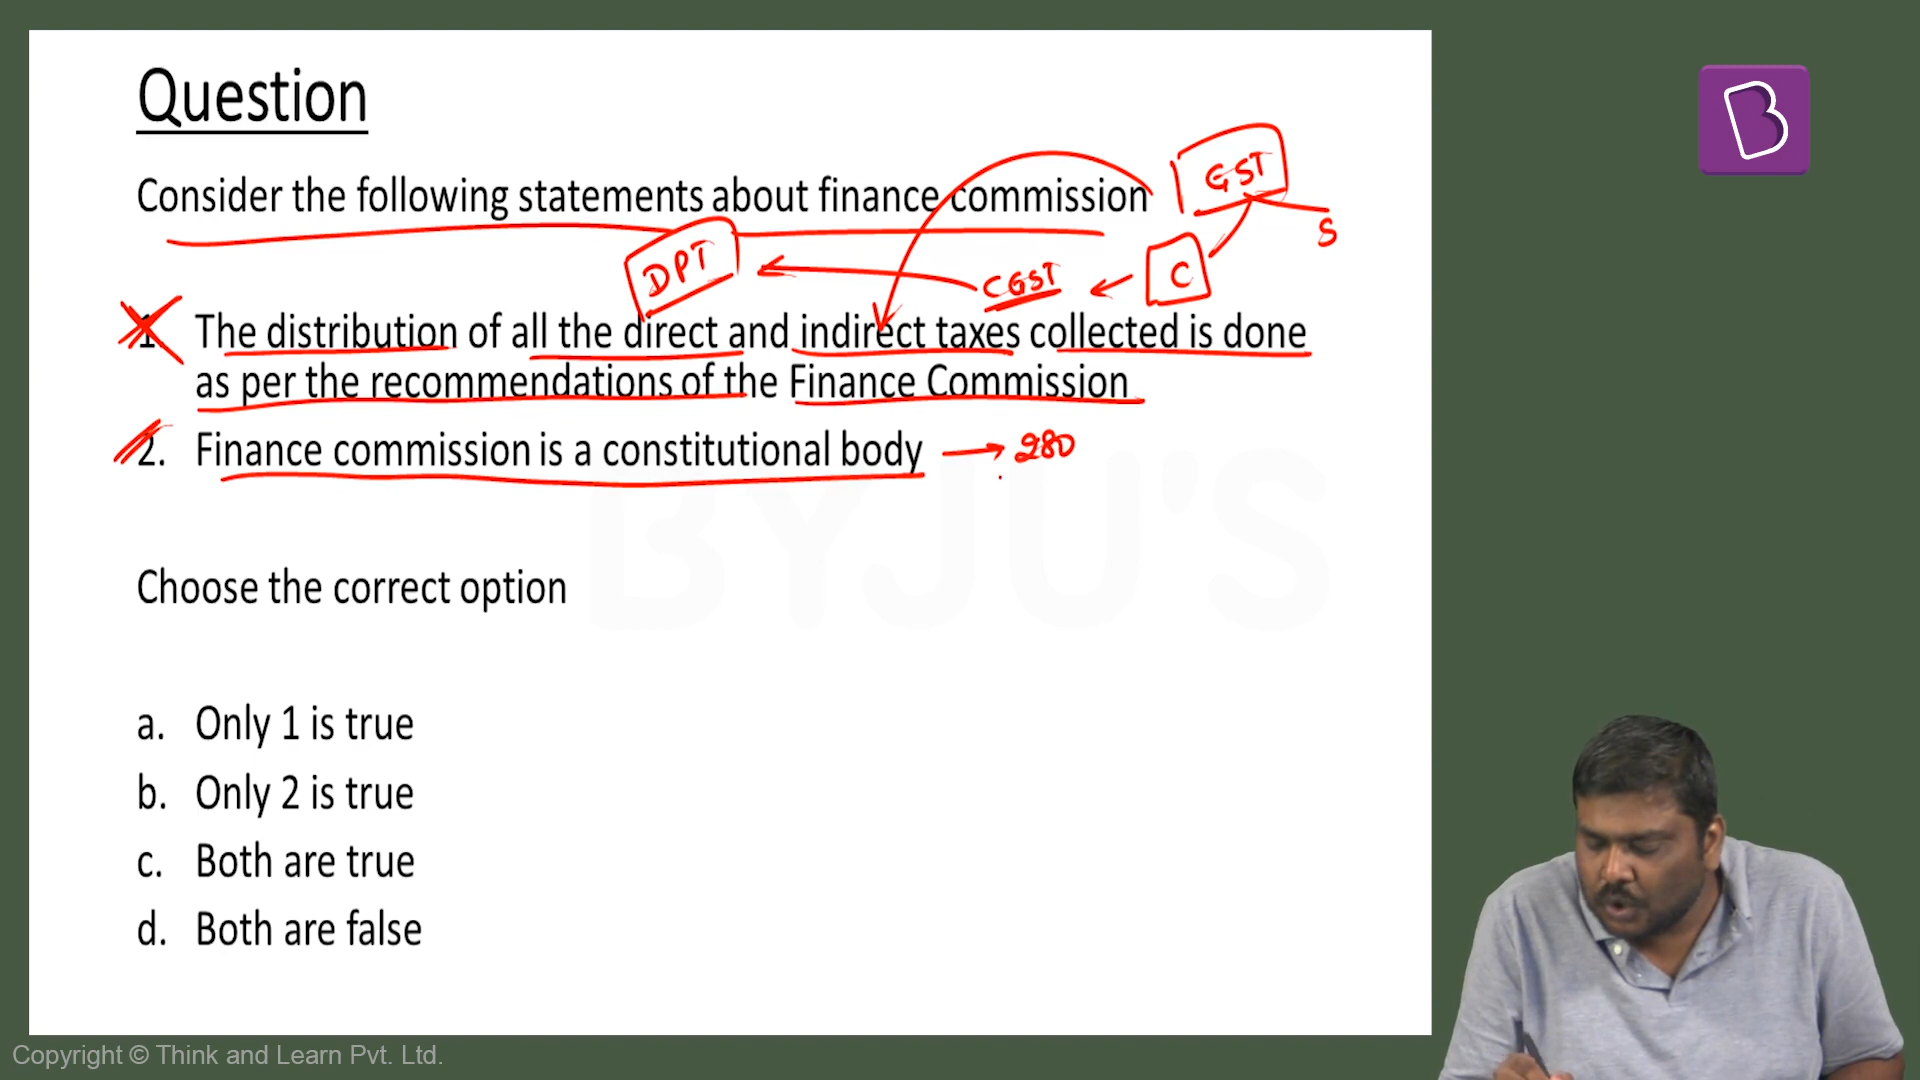 Question
Consider the following statements about finance commission
GST
S
C
CGST
DPT
1. The distribution of all the direct and indirect taxes collected is done
as per the recommendations of the Finance Commission
2. Finance commission is a constitutional body → 280
BYJU'S
Choose the correct option
a. Only 1 is true
b. Only 2 is true
c. Both are true
d. Both are false
Copyright © Think and Learn Pvt. Ltd.